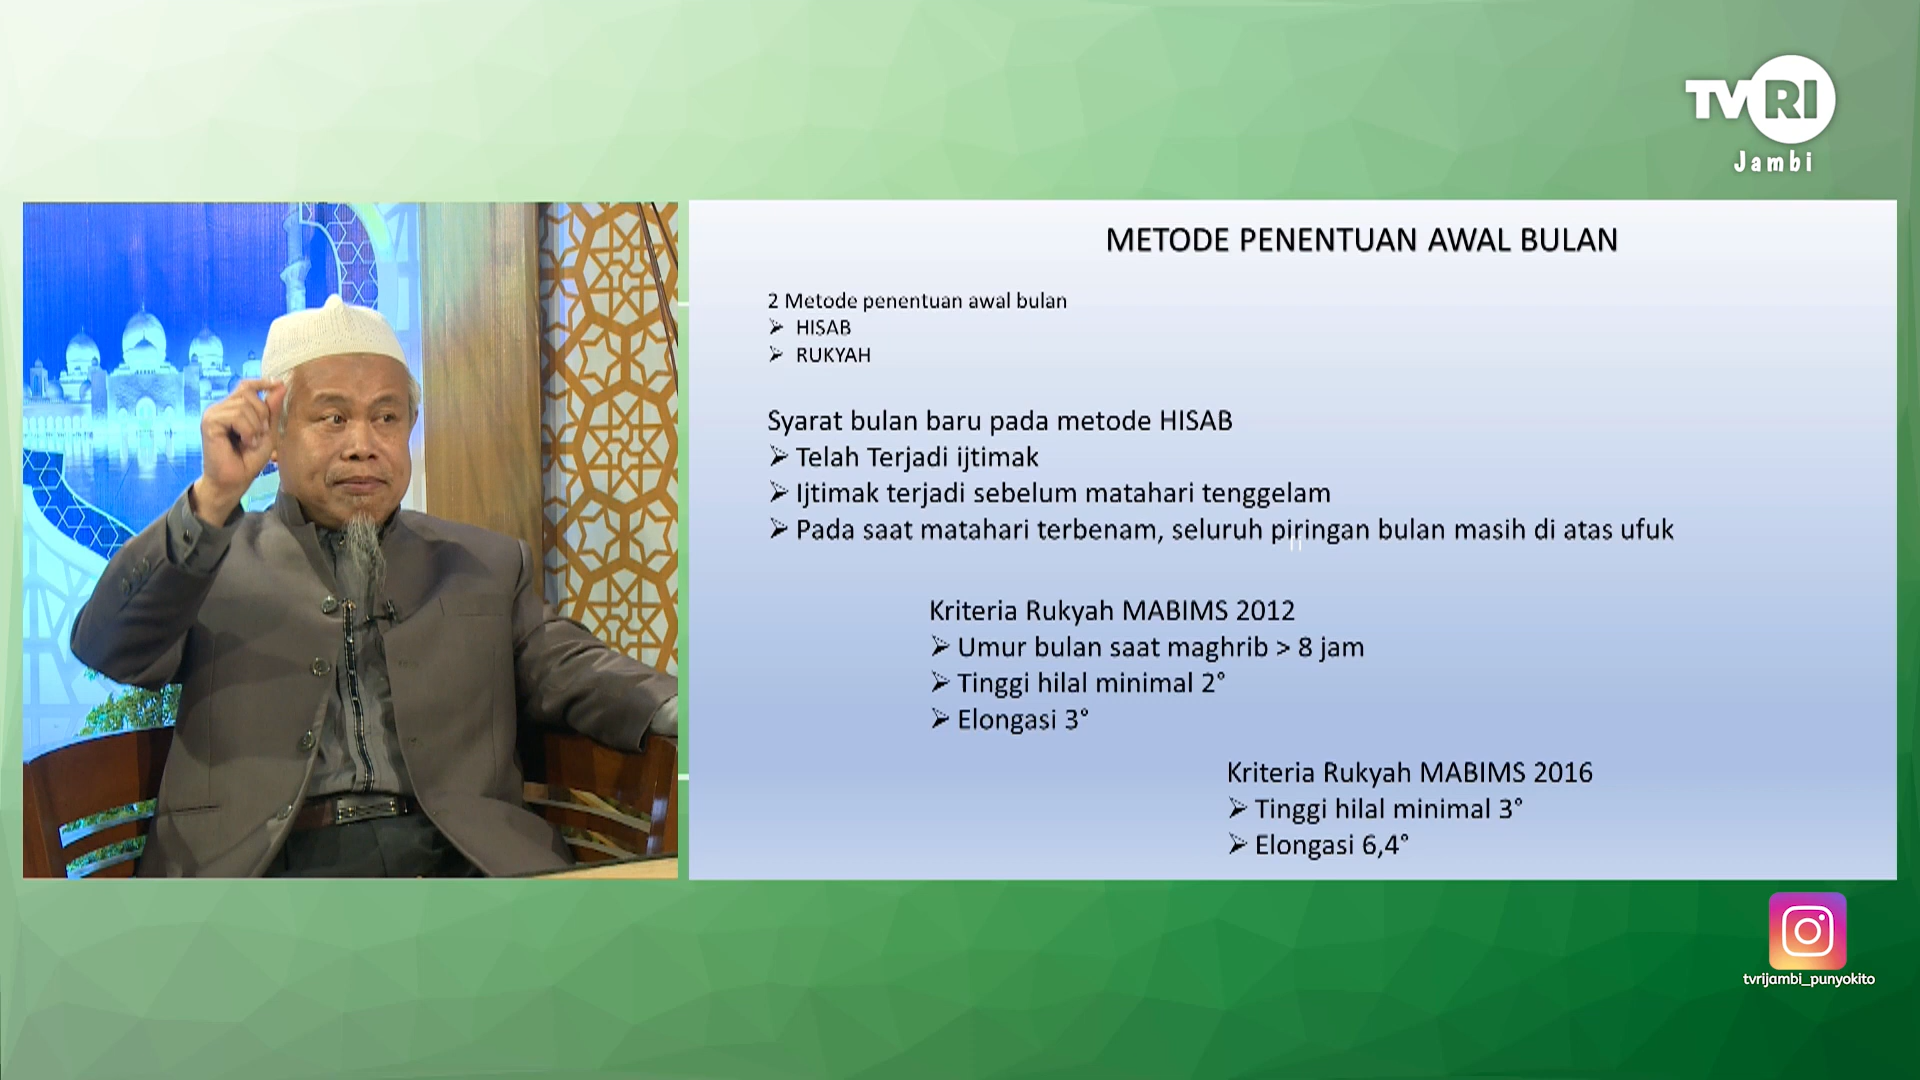 TVRI
Jambi
METODE PENENTUAN AWAL BULAN
2 Metode penentuan awal bulan
➢ HISAB
➢ RUKYAH
Syarat bulan baru pada metode HISAB
➢ Telah Terjadi ijtimak
➢ Ijtimak terjadi sebelum matahari tenggelam
➢ Pada saat matahari terbenam, seluruh piringan bulan masih di atas ufuk
Kriteria Rukyah MABIMS 2012
➢ Umur bulan saat maghrib > 8 jam
➢ Tinggi hilal minimal 2°
➢ Elongasi 3°
Kriteria Rukyah MABIMS 2016
➢ Tinggi hilal minimal 3°
➢ Elongasi 6,4°
tvrijambi_punyokito